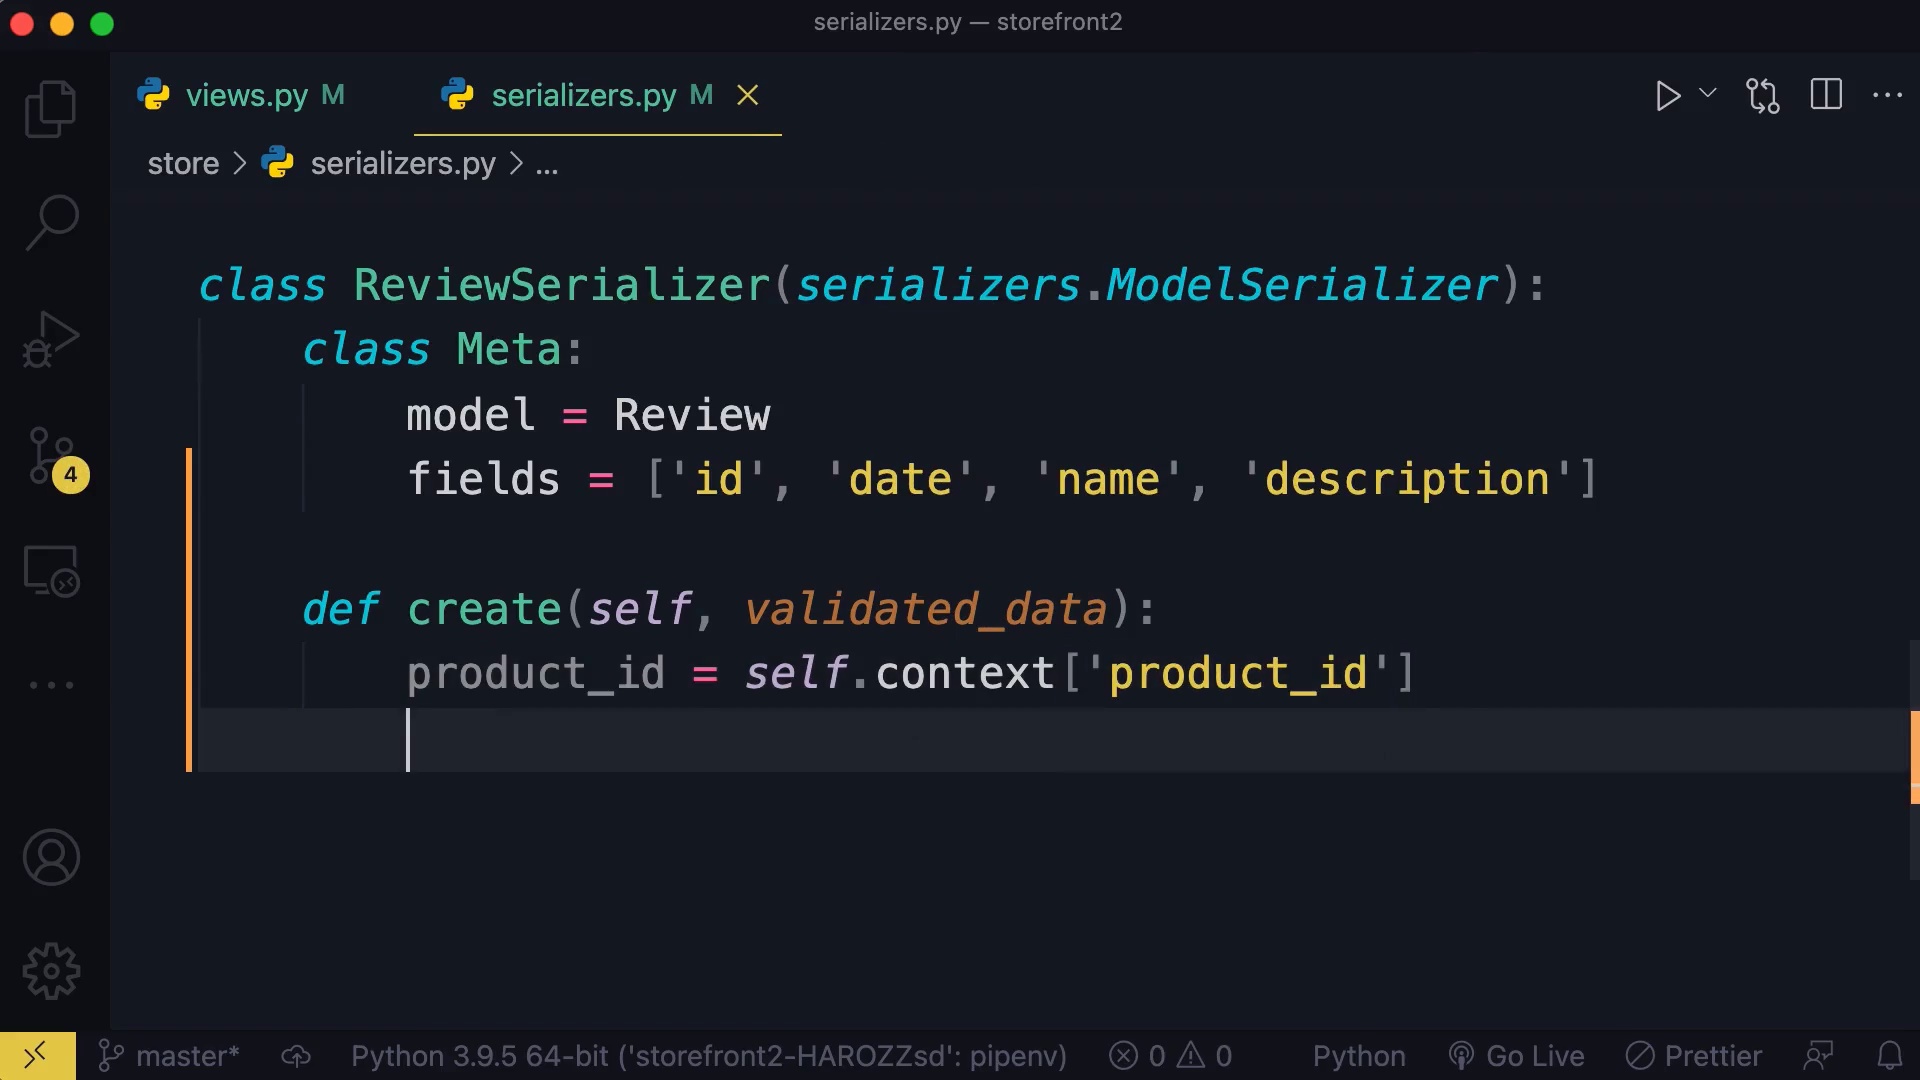 serializers.py — storefront2
views.py M serializers.py M
store > serializers.py > ...
class ReviewSerializer(serializers.ModelSerializer):
class Meta:
model = Review
fields = ['id', 'date', 'name', 'description']
def create(self, validated_data):
product_id = self.context['product_id']
4
master* Python 3.9.5 64-bit ('storefront2-HAROZZsd': pipenv) 0 0 Python Go Live Prettier